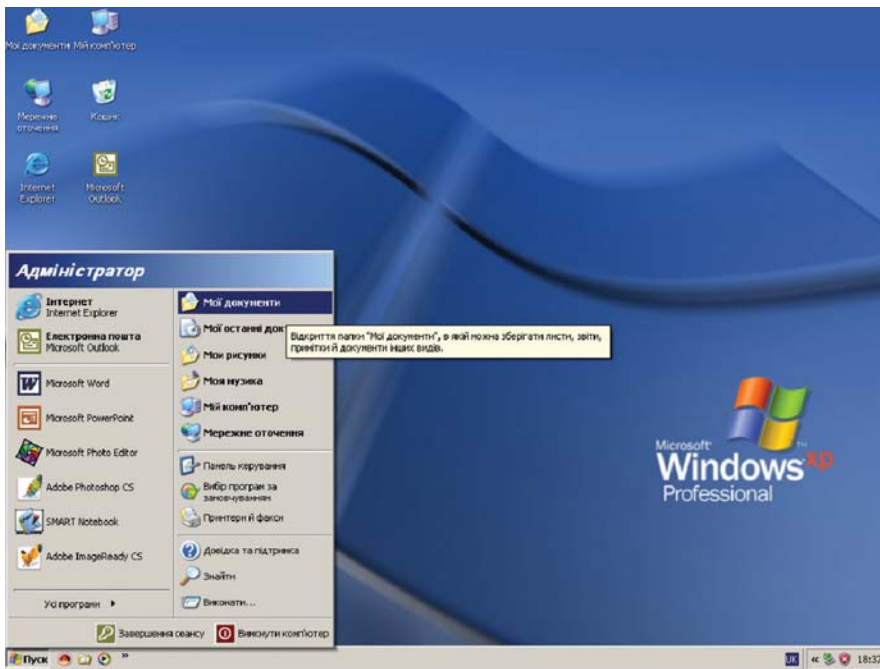 Мої документи Мій комп'ютер
Мережне
оточення
Кошик
Internet
Explorer
Microsoft
Outlook
Адміністратор
Інтернет
Internet Explorer
Електронна пошта
Microsoft Outlook
Microsoft Word
Microsoft PowerPoint
Microsoft Photo Editor
Adobe Photoshop CS
SMART Notebook
Adobe ImageReady CS
Усі програми
Мої документи
Мої останні док
Відкриття папки "Мої документи", в якій можна зберігати листи, звіти,
примітки й документи інших видів.
Мои рисунки
Моя музика
Мій комп'ютер
Мережне оточення
Панель керування
Вибір програм за
замовчуванням
Принтери й факси
Довідка та підтримка
Знайти
Виконати...
Завершення сеансу
Вимкнути комп'ютер
Microsoft
Windows xp
Professional
Пуск
»
UK
«
18:37